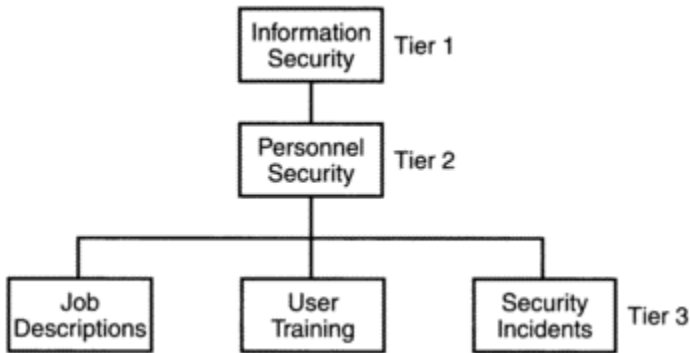 Information
Security
Tier 1
Personnel
Security
Tier 2
Job
Descriptions
User
Training
Security
Incidents
Tier 3